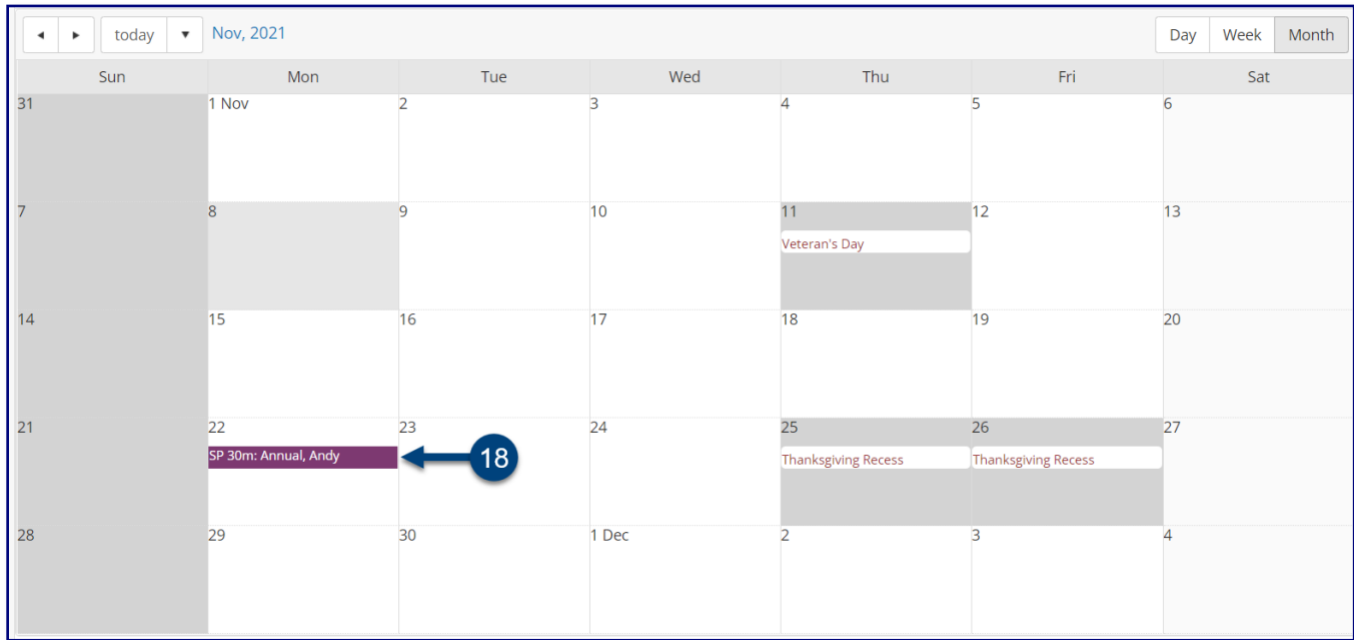 today Nov, 2021 Day Week Month
Sun Mon Tue Wed Thu Fri Sat
31 1 Nov 2 3 4 5 6
7 8 9 10 11 12 13
Veteran's Day
14 15 16 17 18 19 20
21 22 23 24 25 26 27
SP 30m: Annual, Andy 18 Thanksgiving Recess Thanksgiving Recess
28 29 30 1 Dec 2 3 4